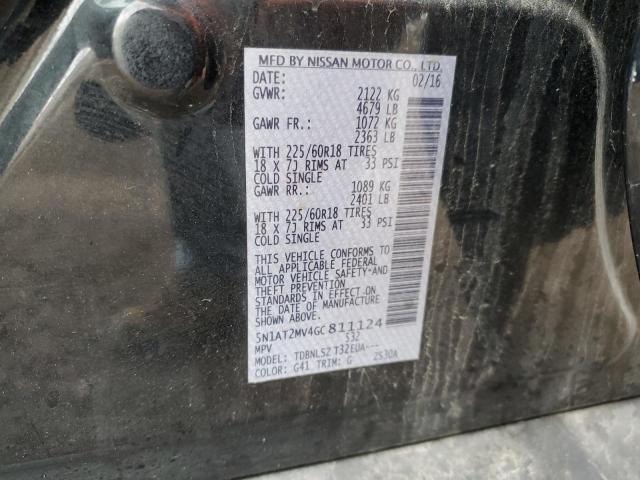 MFD BY NISSAN MOTOR CO., LTD.
DATE: 02/16
GVWR: 2122 KG
4679 LB
GAWR FR.: 1072 KG
2363 LB
WITH 225/60R18 TIRES
18 X 7J RIMS AT 33 PSI
COLD SINGLE
GAWR RR.: 1089 KG
2401 LB
WITH 225/60R18 TIRES
18 X 7J RIMS AT 33 PSI
COLD SINGLE
THIS VEHICLE CONFORMS TO
ALL APPLICABLE FEDERAL
MOTOR VEHICLE SAFETY AND
THEFT PREVENTION
STANDARDS IN EFFECT ON
THE DATE OF MANUFACTURE
SHOWN ABOVE.
5N1AT2MV4GC811124
MPV S32
MODEL: TDBNLSZ T32EUA---
COLOR: G41 TRIM: G 2S30A